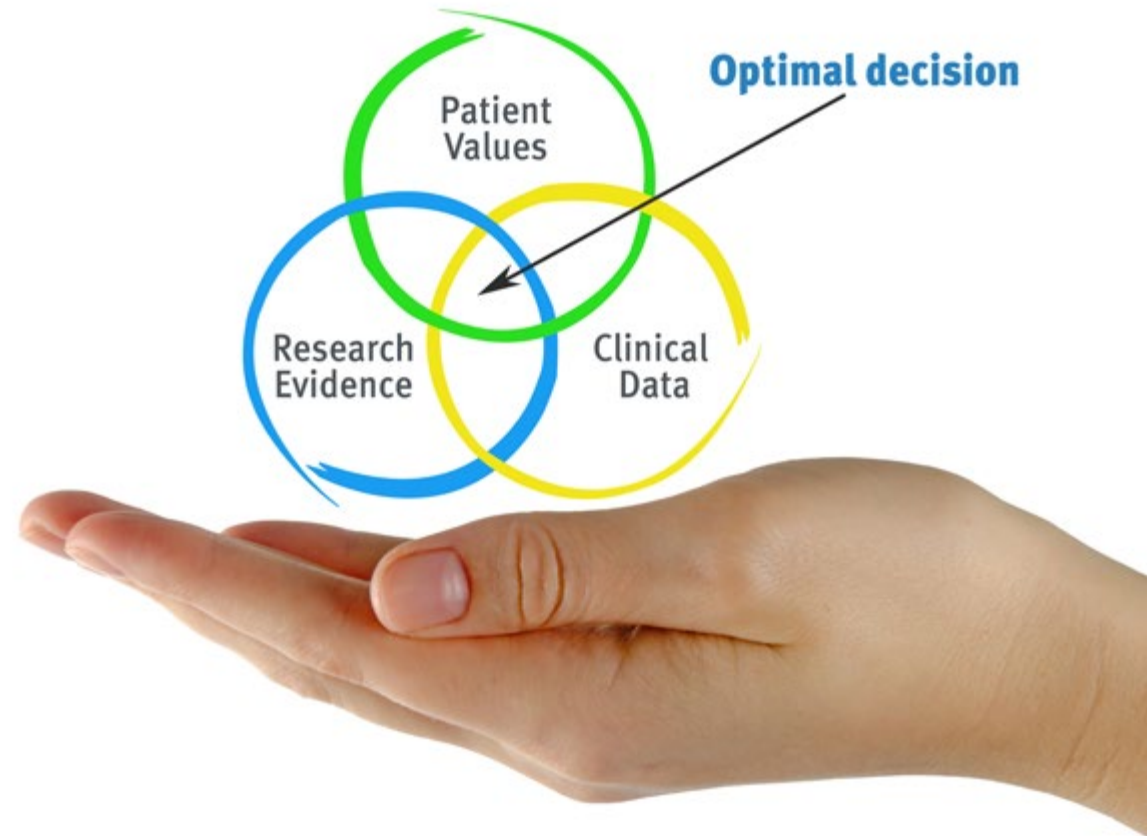 Optimal decision
Patient
Values
Research
Evidence
Clinical
Data